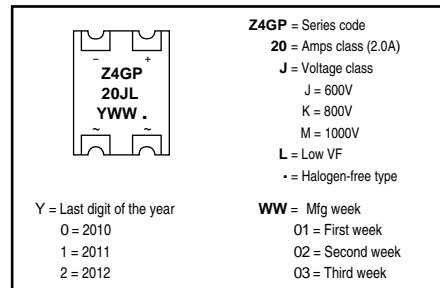 − +
Z4GP
20JL
YWW .
~ ~
Z4GP = Series code
20 = Amps class (2.0A)
J = Voltage class
J = 600V
K = 800V
M = 1000V
L = Low VF
▪ = Halogen-free type
Y = Last digit of the year
0 = 2010
1 = 2011
2 = 2012
WW = Mfg week
01 = First week
02 = Second week
03 = Third week